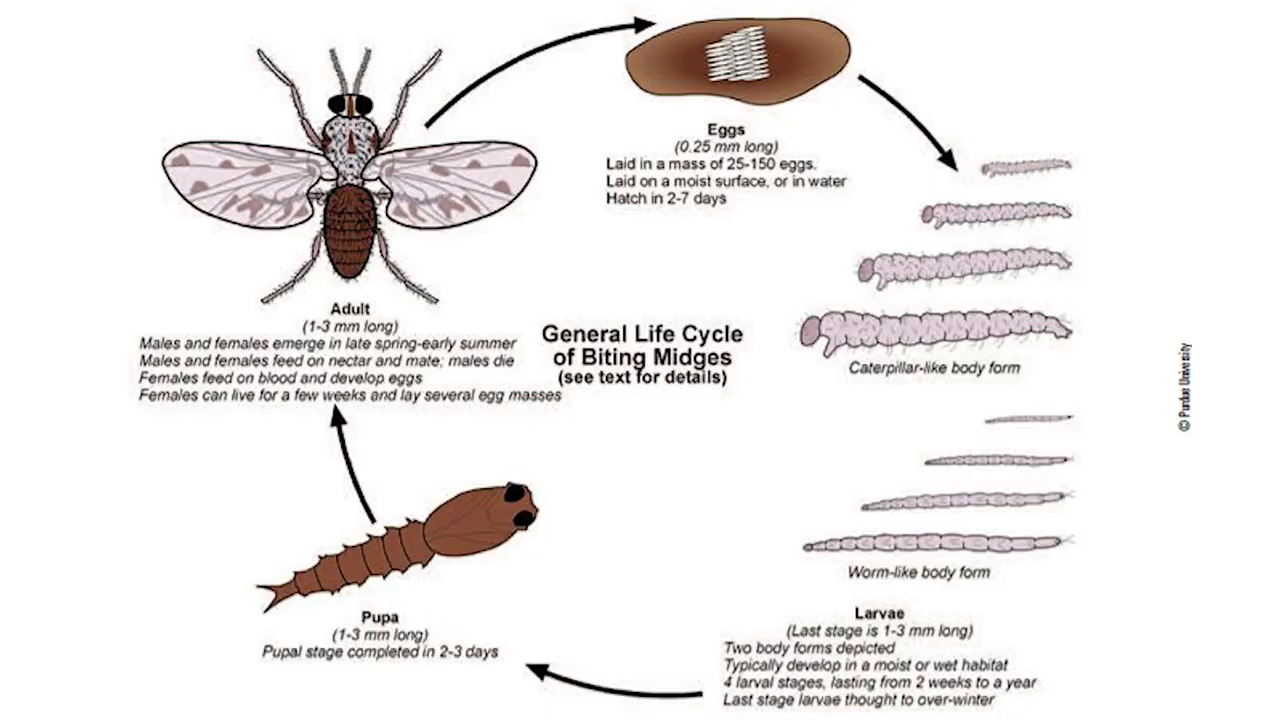 Eggs
(0.25 mm long)
Laid in a mass of 25-150 eggs.
Laid on a moist surface, or in water
Hatch in 2-7 days
Adult
(1-3 mm long)
Males and females emerge in late spring-early summer
Males and females feed on nectar and mate; males die
Females feed on blood and develop eggs
Females can live for a few weeks and lay several egg masses
General Life Cycle
of Biting Midges
(see text for details)
Caterpillar-like body form
Worm-like body form
Larvae
(Last stage is 1-3 mm long)
Two body forms depicted
Typically develop in a moist or wet habitat
4 larval stages, lasting from 2 weeks to a year
Last stage larvae thought to over-winter
Pupa
(1-3 mm long)
Pupal stage completed in 2-3 days
© Purdue University